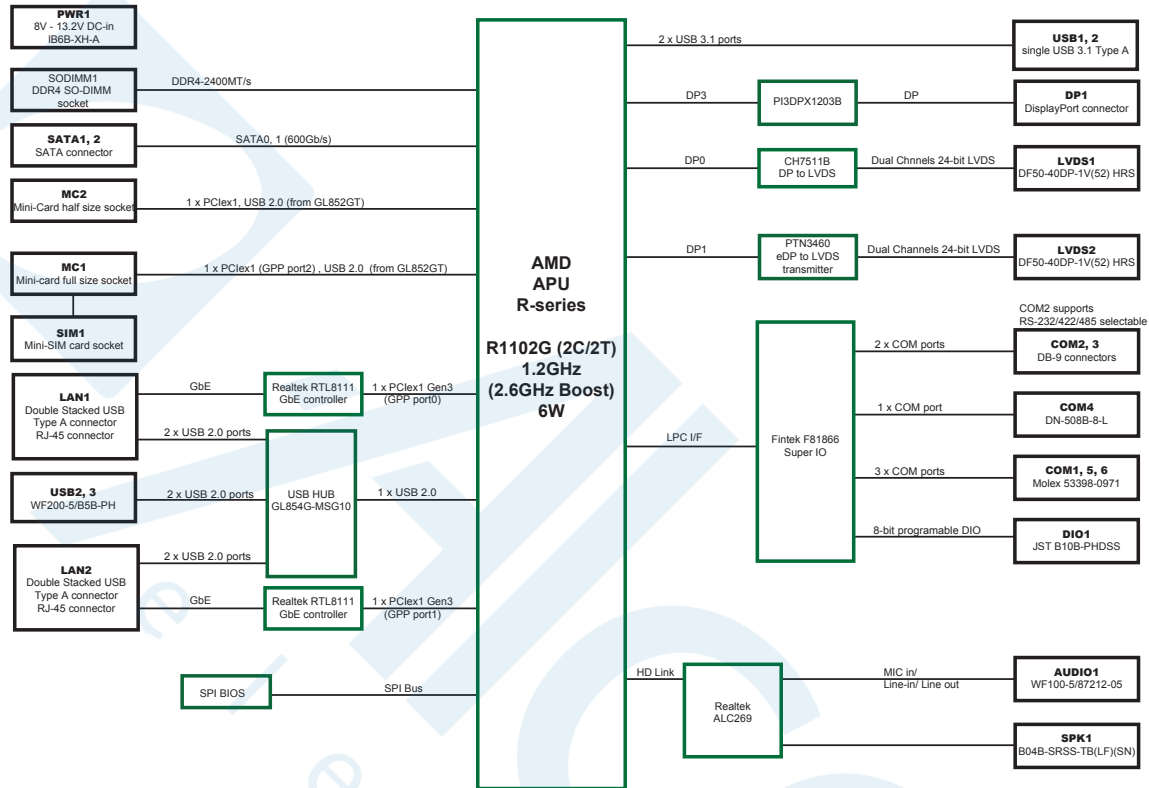 PWR1
8V - 13.2V DC-in
IB6B-XH-A
SODIMM1
DDR4 SO-DIMM
socket
DDR4-2400MT/s
SATA1, 2
SATA connector
SATA0, 1 (600Gb/s)
MC2
Mini-Card half size socket
1 x PCIex1, USB 2.0 (from GL852GT)
MC1
Mini-card full size socket
1 x PCIex1 (GPP port2) , USB 2.0 (from GL852GT)
SIM1
Mini-SIM card socket
LAN1
Double Stacked USB
Type A connector
RJ-45 connector
GbE
Realtek RTL8111
GbE controller
1 x PCIex1 Gen3
(GPP port0)
2 x USB 2.0 ports
USB2, 3
WF200-5/B5B-PH
2 x USB 2.0 ports
USB HUB
GL854G-MSG10
1 x USB 2.0
2 x USB 2.0 ports
LAN2
Double Stacked USB
Type A connector
RJ-45 connector
GbE
Realtek RTL8111
GbE controller
1 x PCIex1 Gen3
(GPP port1)
SPI BIOS
SPI Bus
AMD
APU
R-series
R1102G (2C/2T)
1.2GHz
(2.6GHz Boost)
6W
2 x USB 3.1 ports
USB1, 2
single USB 3.1 Type A
DP3
PI3DPX1203B
DP
DP1
DisplayPort connector
DP0
CH7511B
DP to LVDS
Dual Chnnels 24-bit LVDS
LVDS1
DF50-40DP-1V(52) HRS
DP1
PTN3460
eDP to LVDS
transmitter
Dual Channels 24-bit LVDS
LVDS2
DF50-40DP-1V(52) HRS
LPC I/F
Fintek F81866
Super IO
COM2 supports
RS-232/422/485 selectable
2 x COM ports
COM2, 3
DB-9 connectors
1 x COM port
COM4
DN-508B-8-L
3 x COM ports
COM1, 5, 6
Molex 53398-0971
8-bit programable DIO
DIO1
JST B10B-PHDSS
HD Link
Realtek
ALC269
MIC in/
Line-in/ Line out
AUDIO1
WF100-5/87212-05
SPK1
B04B-SRSS-TB(LF)(SN)